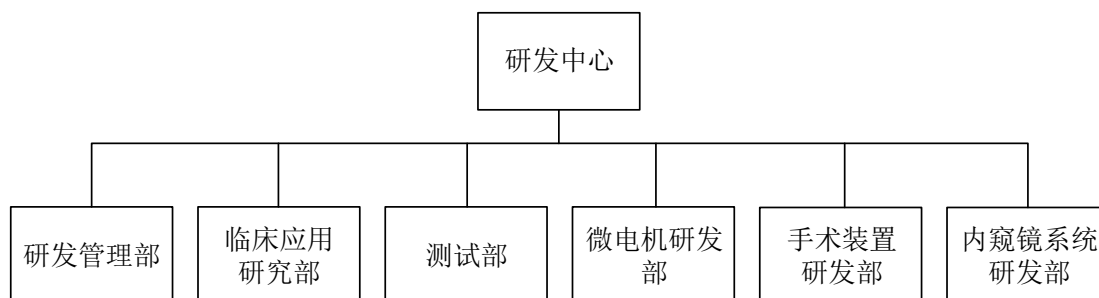 研发中心
研发管理部
临床应用
研究部
测试部
微电机研发
部
手术装置
研发部
内窥镜系统
研发部